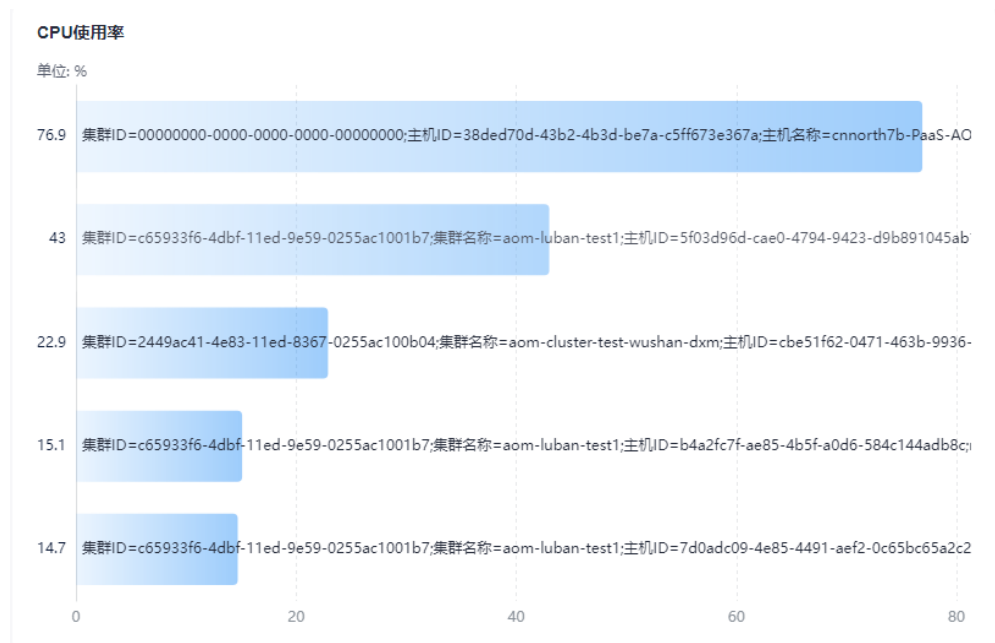 CPU使用率
单位: %
76.9 集群ID=00000000-0000-0000-0000-00000000;主机ID=38ded70d-43b2-4b3d-be7a-c5ff673e367a;主机名称=cnnorth7b-PaaS-AO
43 集群ID=c65933f6-4dbf-11ed-9e59-0255ac1001b7;集群名称=aom-luban-test1;主机ID=5f03d96d-cae0-4794-9423-d9b891045ab
22.9 集群ID=2449ac41-4e83-11ed-8367-0255ac100b04;集群名称=aom-cluster-test-wushan-dxm;主机ID=cbe51f62-0471-463b-9936-
15.1 集群ID=c65933f6-4dbf-11ed-9e59-0255ac1001b7;集群名称=aom-luban-test1;主机ID=b4a2fc7f-ae85-4b5f-a0d6-584c144adb8c;
14.7 集群ID=c65933f6-4dbf-11ed-9e59-0255ac1001b7;集群名称=aom-luban-test1;主机ID=7d0adc09-4e85-4491-aef2-0c65bc65a2c2
0 20 40 60 80